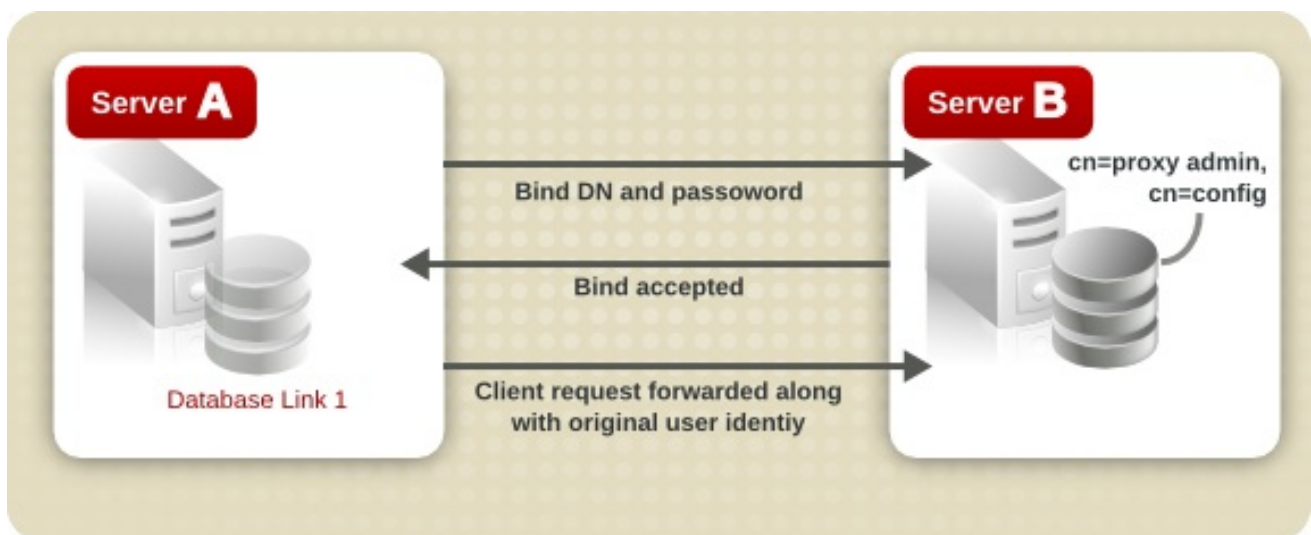 Server A
Server B
cn=proxy admin,
cn=config
Bind DN and passoword
Bind accepted
Client request forwarded along
with original user identiy
Database Link 1